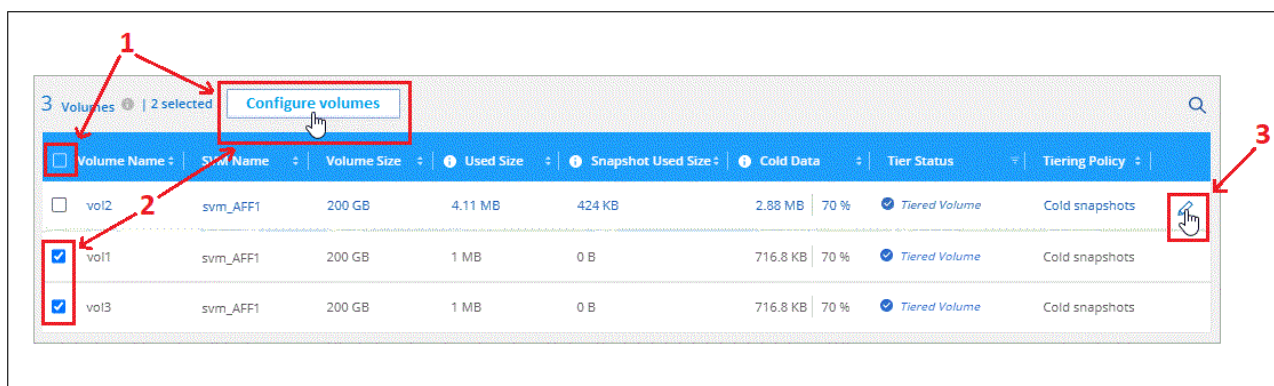 1
3 Volumes | 2 selected Configure volumes
3
Volume Name SVM Name Volume Size Used Size Snapshot Used Size Cold Data Tier Status Tiering Policy
2
vol2 svm_AFF1 200 GB 4.11 MB 424 KB 2.88 MB 70 % Tiered Volume Cold snapshots
vol1 svm_AFF1 200 GB 1 MB 0 B 716.8 KB 70 % Tiered Volume Cold snapshots
vol3 svm_AFF1 200 GB 1 MB 0 B 716.8 KB 70 % Tiered Volume Cold snapshots